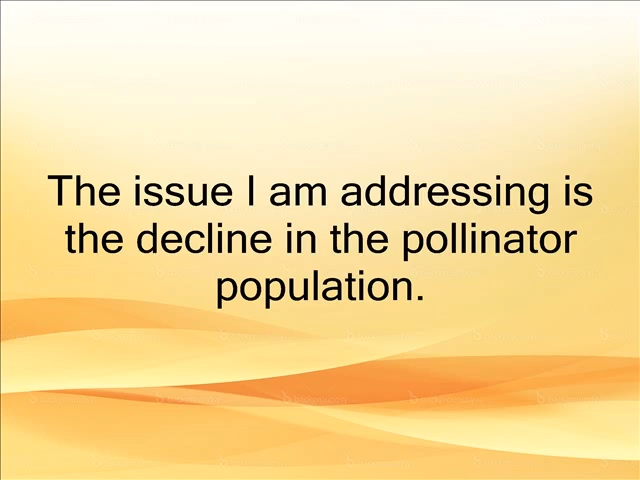 The issue I am addressing is
the decline in the pollinator
population.